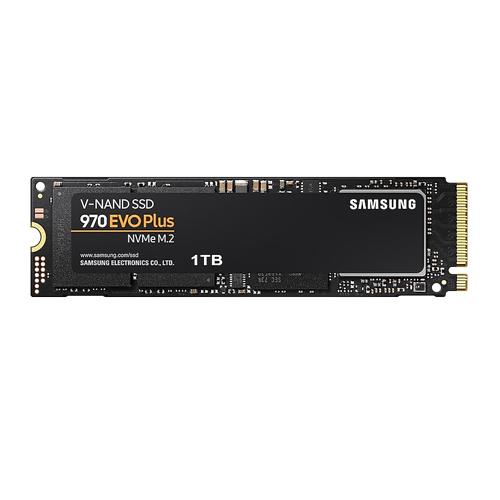 V-NAND SSD
970 EVO Plus
NVMe M.2
www.samsung.com/ssd
SAMSUNG ELECTRONICS CO., LTD.
1TB
SAMSUNG